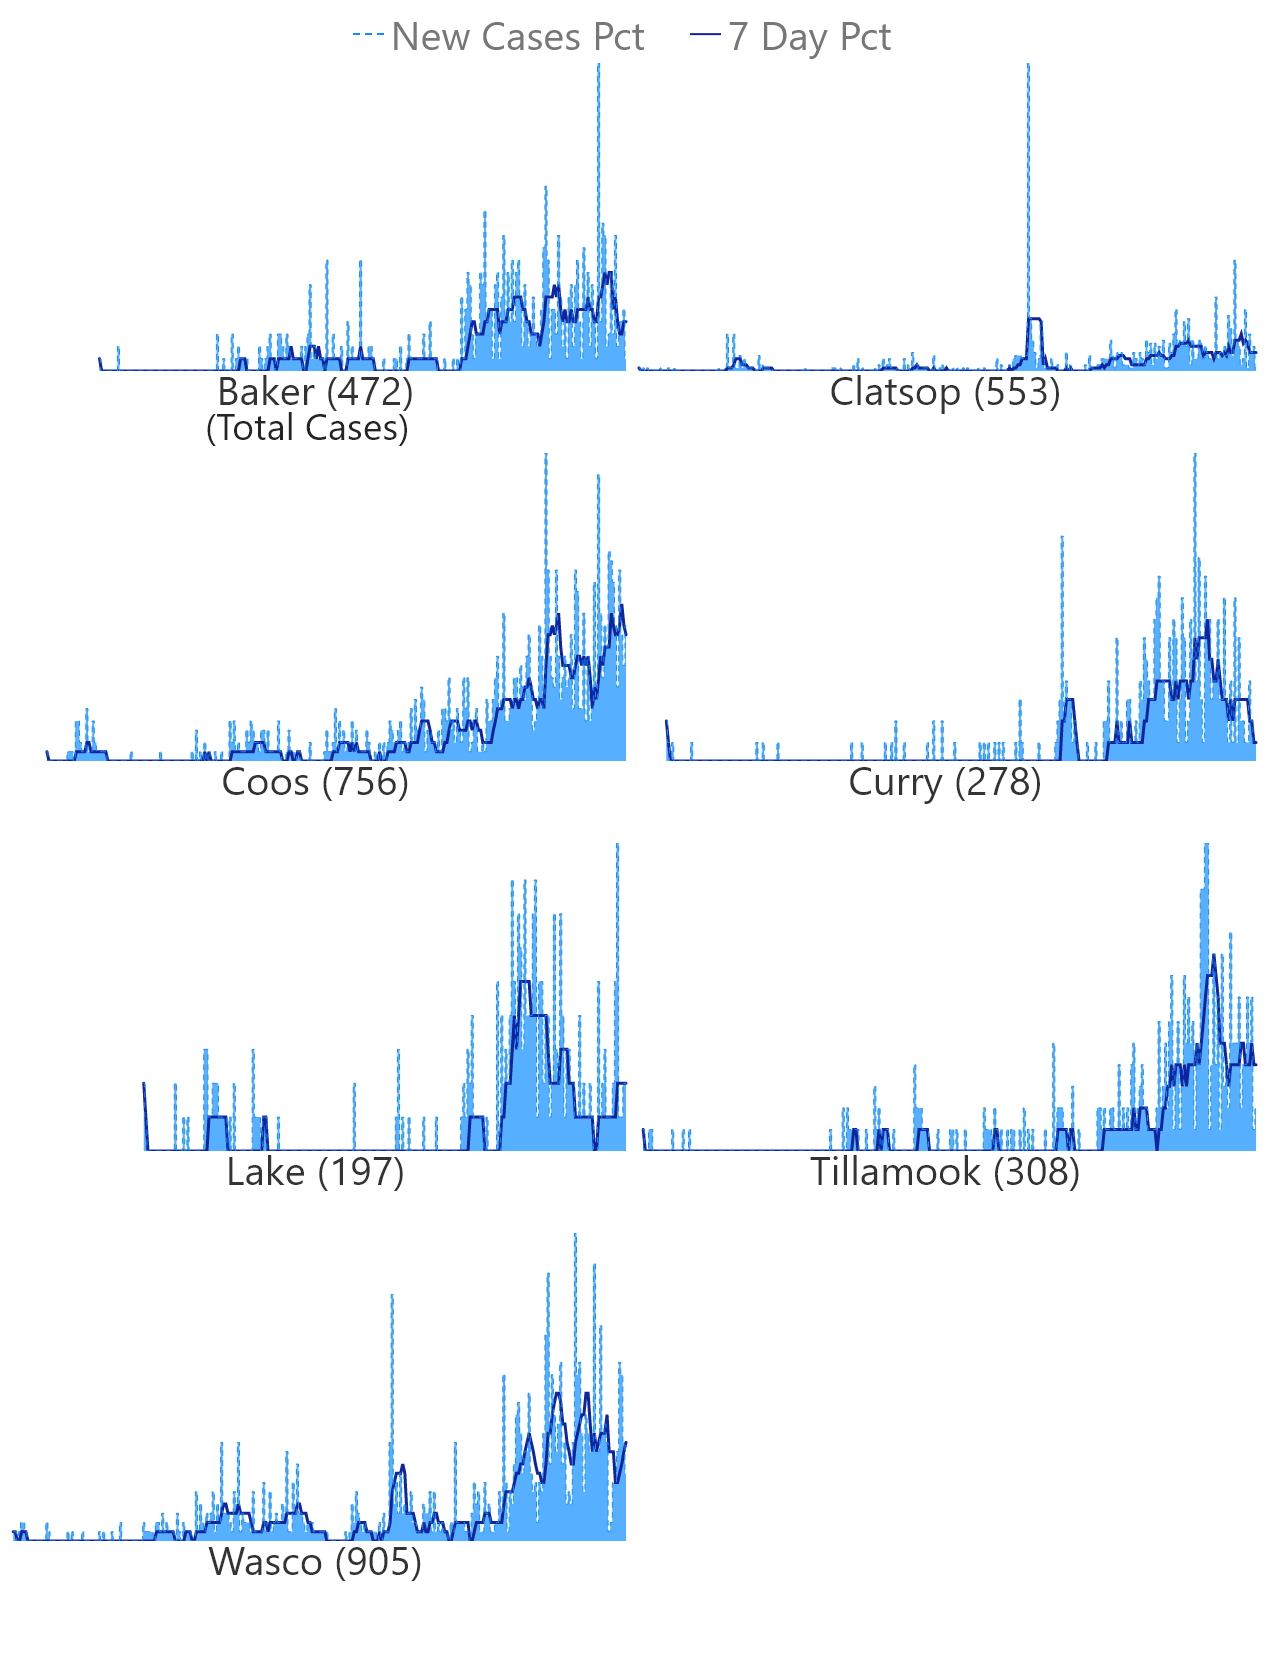 New Cases Pct 7 Day Pct
Baker (472) Clatsop (553)
(Total Cases)
Coos (756) Curry (278)
Lake (197) Tillamook (308)
Wasco (905)